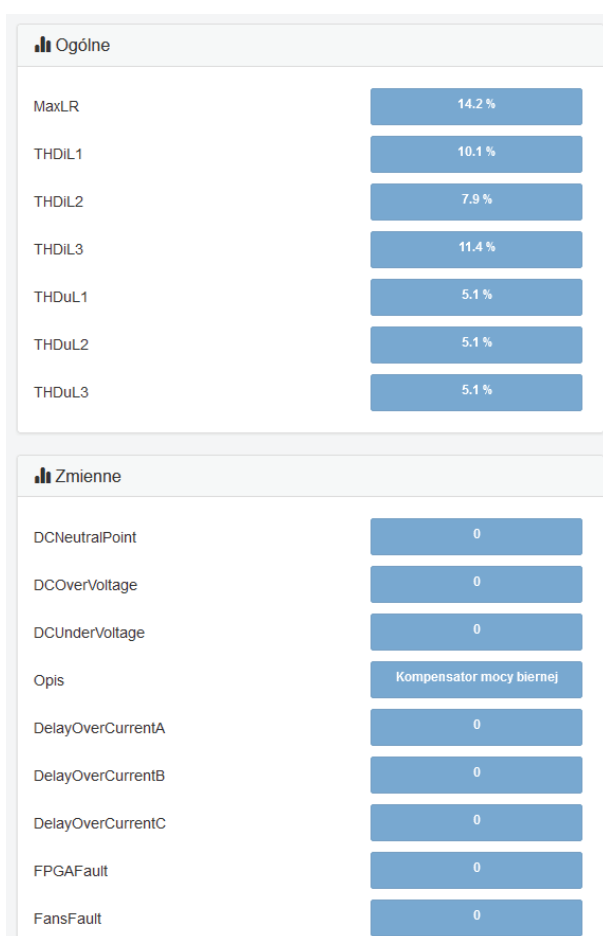 Ogólne
MaxLR 14.2 %
THDiL1 10.1 %
THDiL2 7.9 %
THDiL3 11.4 %
THDuL1 5.1 %
THDuL2 5.1 %
THDuL3 5.1 %
Zmienne
DCNeutralPoint 0
DCOverVoltage 0
DCUnderVoltage 0
Opis Kompensator mocy biernej
DelayOverCurrentA 0
DelayOverCurrentB 0
DelayOverCurrentC 0
FPGAFault 0
FansFault 0